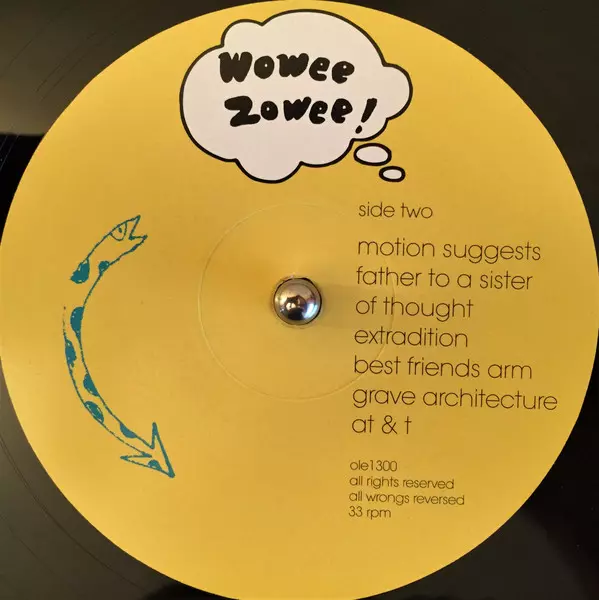 Wowee
Zowee!
side two
motion suggests
father to a sister
of thought
extradition
best friends arm
grave architecture
at & t
ole1300
all rights reserved
all wrongs reversed
33 rpm